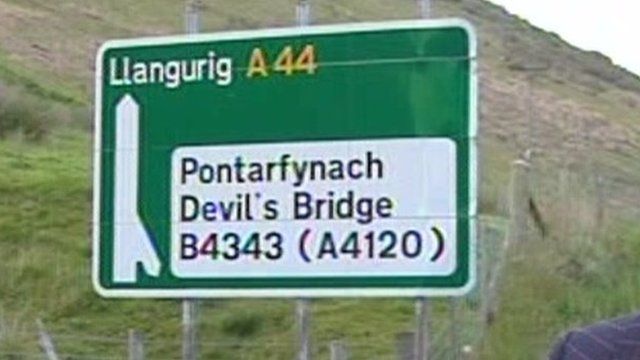 Llangurig A44
Pontarfynach
Devil's Bridge
B4343 (A4120)